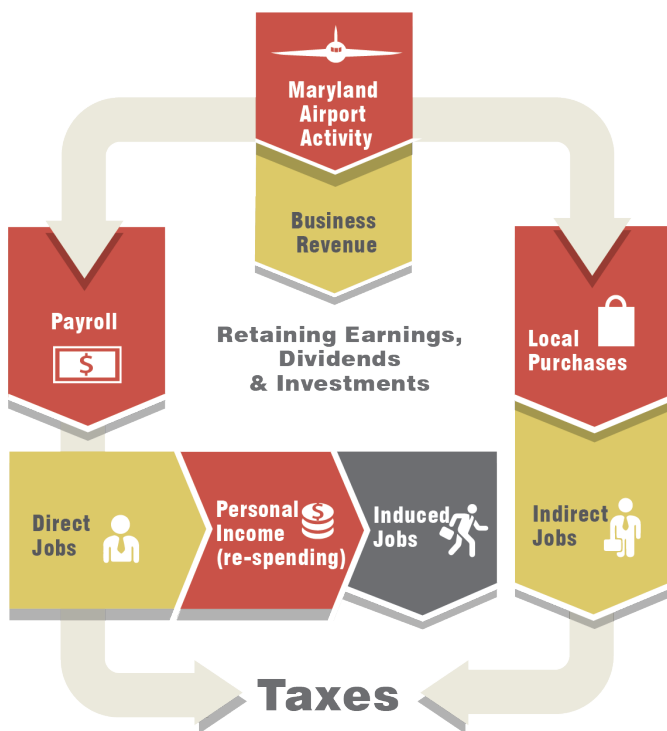 Maryland
Airport
Activity
Business
Revenue
Payroll
$
Retaining Earnings,
Dividends
& Investments
Local
Purchases
Direct
Jobs
Personal
Income
(re-spending)
$
Induced
Jobs
Indirect
Jobs
Taxes